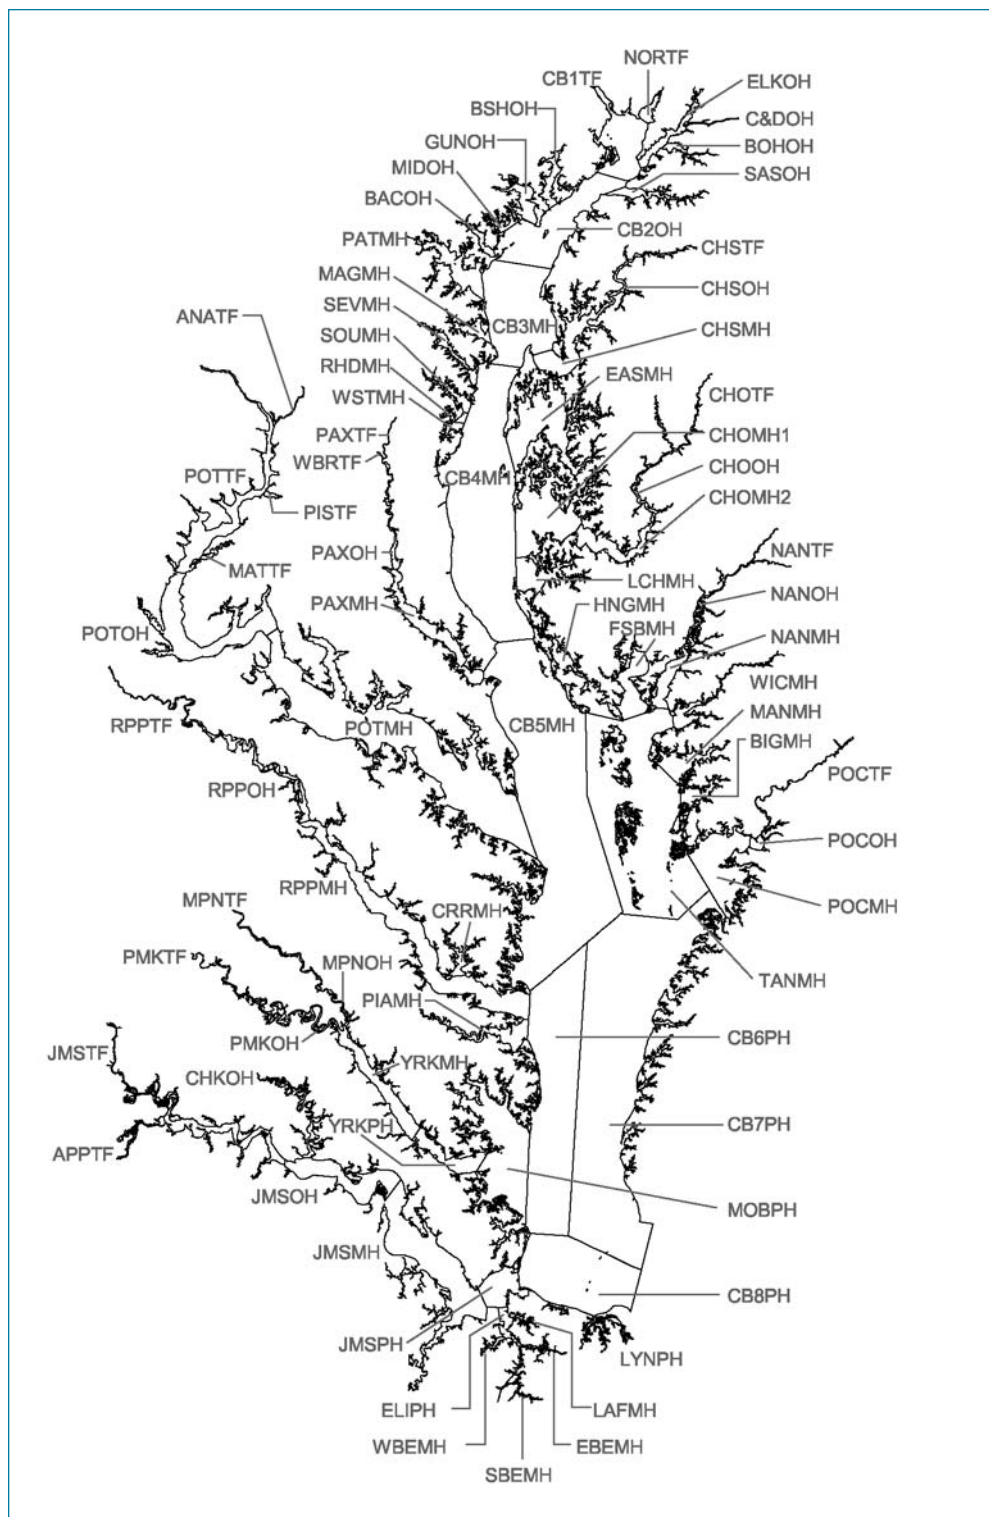 NORTF
CB1TF
ELKOH
BSHOH
C&DOH
GUNOH
BOHOH
MIDOH
SASOH
BACOH
CB2OH
PATMH
CHSTF
MAGMH
CHSOH
SEVMH
ANATF
CB3MH
SOUMH
CHSMH
RHDMH
EASMH
WSTMH
CHOTF
PAXTF
CHOMH1
WBRTF
CHOOH
POTTF
CB4MH
CHOMH2
PISTF
PAXOH
NANTF
MATTF
LCHMH
NANOH
PAXMH
HNGMH
FSBMH
POTOH
NANMH
WICMH
RPPTF
POTMH
CB5MH
MANMH
BIGMH
POCTF
RPPOH
POCOH
RPPMH
MPNTF
CRRMH
POCMH
PMKTF
MPNOH
TANMH
PIAMH
PMKOH
CB6PH
JMSTF
CHKOH
YRKMH
YRKPH
CB7PH
APPTF
JMSOH
MOBPH
JMSMH
CB8PH
JMSPH
LYNPH
ELIPH
LAFMH
WBEMH
EBEMH
SBEMH